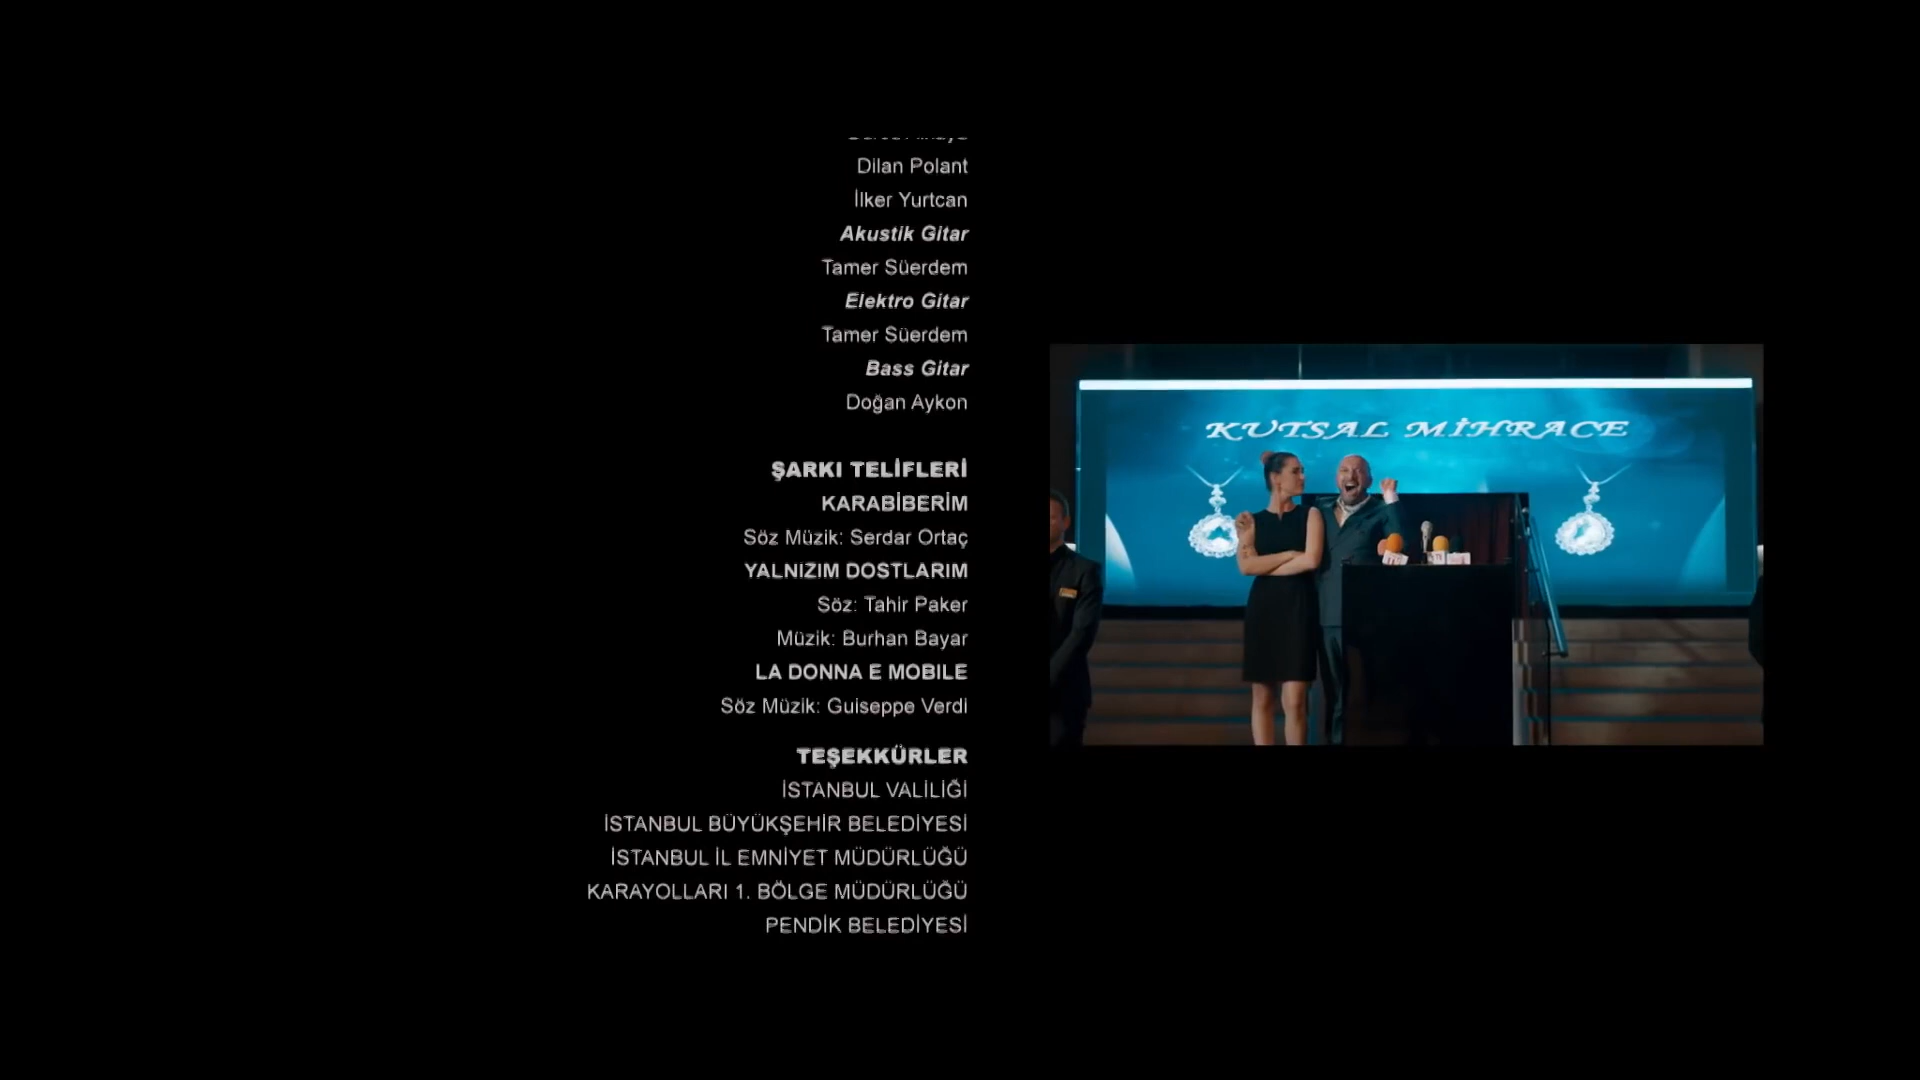 Dilan Polant
İlker Yurtcan
Akustik Gitar
Tamer Süerdem
Elektro Gitar
Tamer Süerdem
Bass Gitar
Doğan Aykon
ŞARKI TELİFLERİ
KARABİBERİM
Söz Müzik: Serdar Ortaç
YALNIZIM DOSTLARIM
Söz: Tahir Paker
Müzik: Burhan Bayar
LA DONNA E MOBILE
Söz Müzik: Guiseppe Verdi
TEŞEKKÜRLER
İSTANBUL VALİLİĞİ
İSTANBUL BÜYÜKŞEHİR BELEDİYESİ
İSTANBUL İL EMNİYET MÜDÜRLÜĞÜ
KARAYOLLARI 1. BÖLGE MÜDÜRLÜĞÜ
PENDİK BELEDİYESİ
KUTSAL MİHRACE